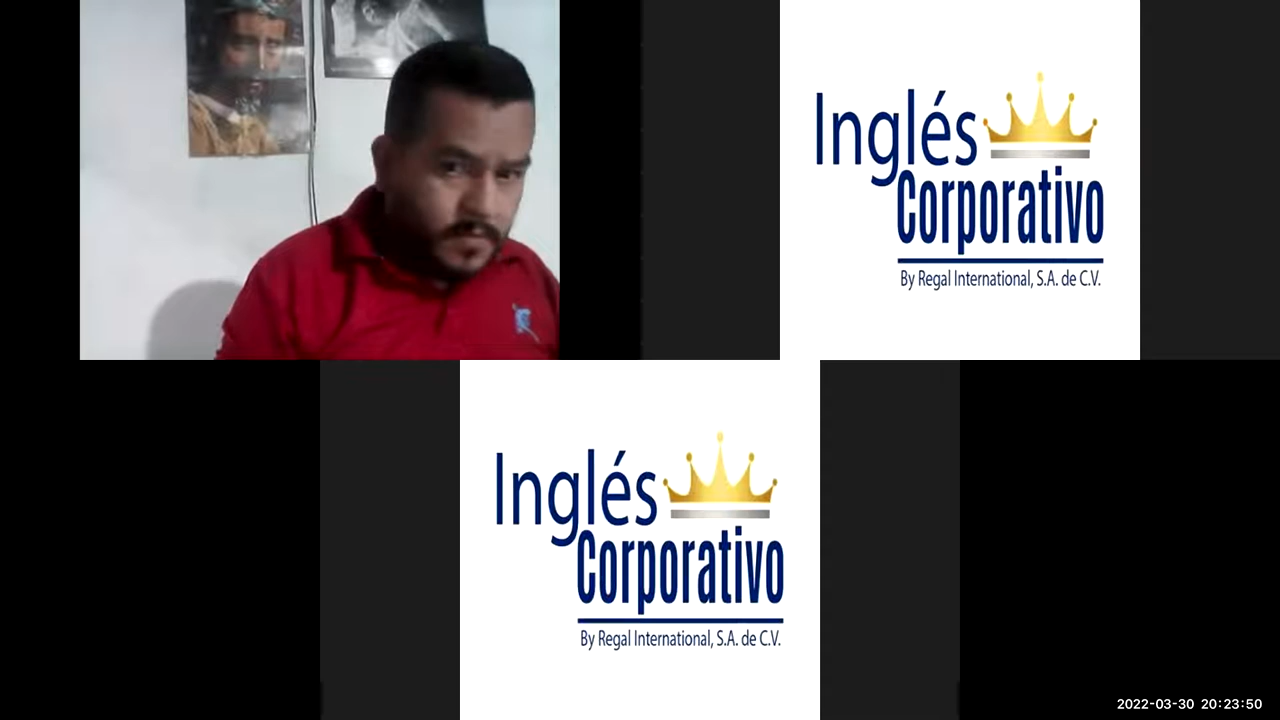 Inglés
Corporativo
By Regal International, S.A. de C.V.
Inglés
Corporativo
By Regal International, S.A. de C.V.
2022-03-30 20:23:50